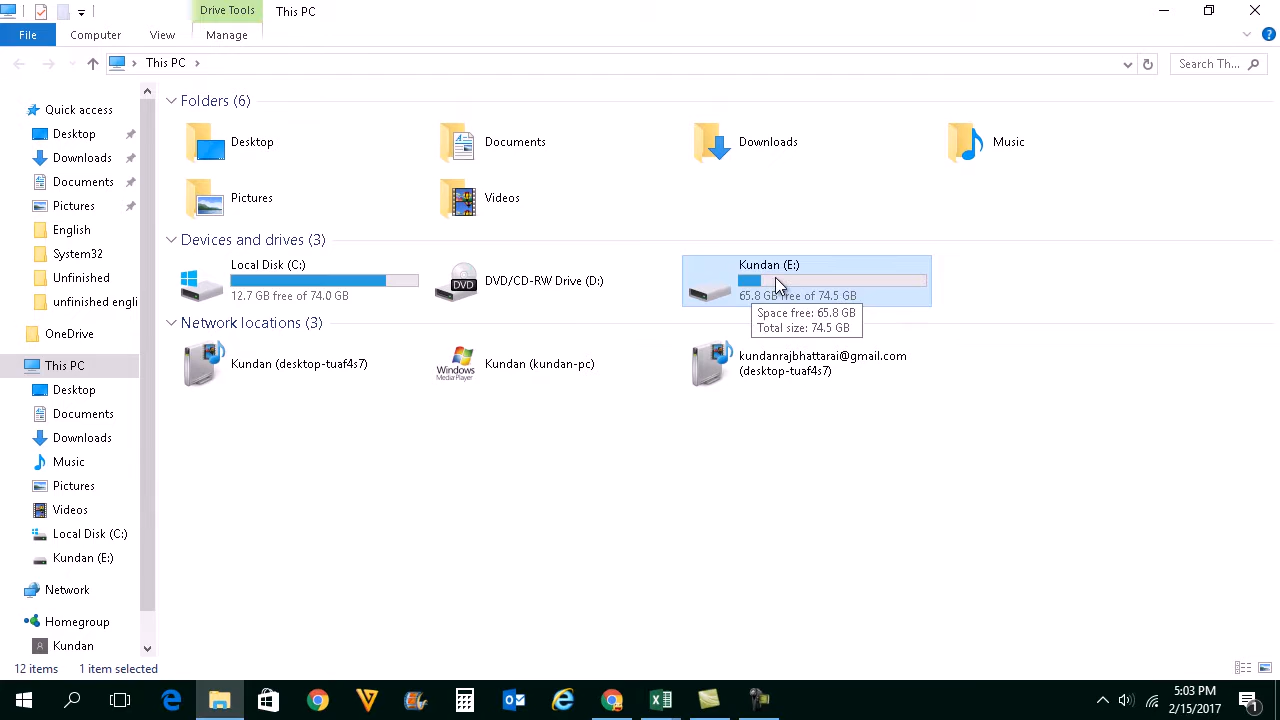 Drive Tools
This PC
File
Computer
View
Manage
This PC
Search Th...
Quick access
Desktop
Downloads
Documents
Pictures
English
System32
Unfinished
unfinished engli
OneDrive
This PC
Desktop
Documents
Downloads
Music
Pictures
Videos
Local Disk (C:)
Kundan (E:)
Network
Homegroup
Kundan
Folders (6)
Desktop
Documents
Downloads
Music
Pictures
Videos
Devices and drives (3)
Local Disk (C:)
12.7 GB free of 74.0 GB
DVD
DVD/CD-RW Drive (D:)
Kundan (E:)
65.8 GB free of 74.5 GB
Space free: 65.8 GB
Total size: 74.5 GB
Network locations (3)
Kundan (desktop-tuaf4s7)
Windows
Media Player
Kundan (kundan-pc)
kundanrajbhattarai@gmail.com
(desktop-tuaf4s7)
12 items
1 item selected
5:03 PM
2/15/2017
1